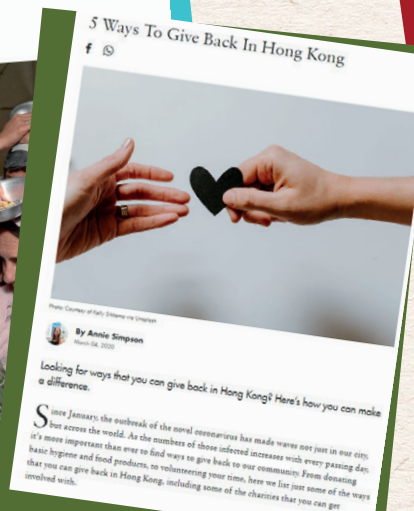 5 Ways To Give Back In Hong Kong
Photo: Courtesy of Kelly Sikkema via Unsplash
By Annie Simpson
March 04, 2020
Looking for ways that you can give back in Hong Kong? Here's how you can make
a difference.
Since January, the outbreak of the novel coronavirus has made waves not just in our city,
but across the world. As the numbers of those infected increases with every passing day,
it's more important than ever to find ways to give back to our community. From donating
basic hygiene and food products, to volunteering your time, here we list just some of the ways
that you can give back in Hong Kong, including some of the charities that you can get
involved with.